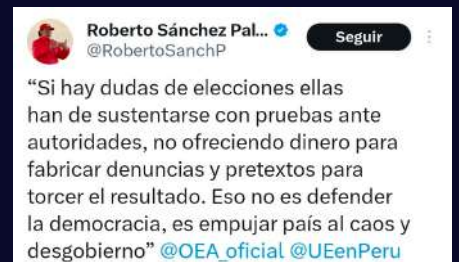 Roberto Sánchez Pal...
Seguir
@RobertoSanchP
“Si hay dudas de elecciones ellas
han de sustentarse con pruebas ante
autoridades, no ofreciendo dinero para
fabricar denuncias y pretextos para
torcer el resultado. Eso no es defender
la democracia, es empujar país al caos y
desgobierno” @OEA_oficial @UEenPeru